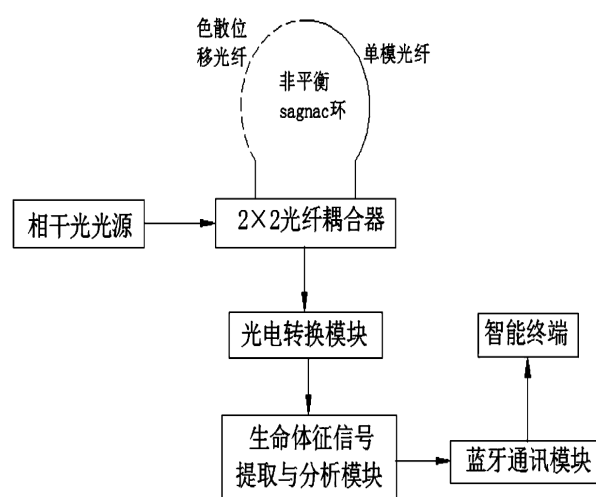 色散位
移光纤
单模光纤
非平衡
sagnac环
相干光光源
2×2光纤耦合器
光电转换模块
智能终端
生命体征信号
提取与分析模块
蓝牙通讯模块